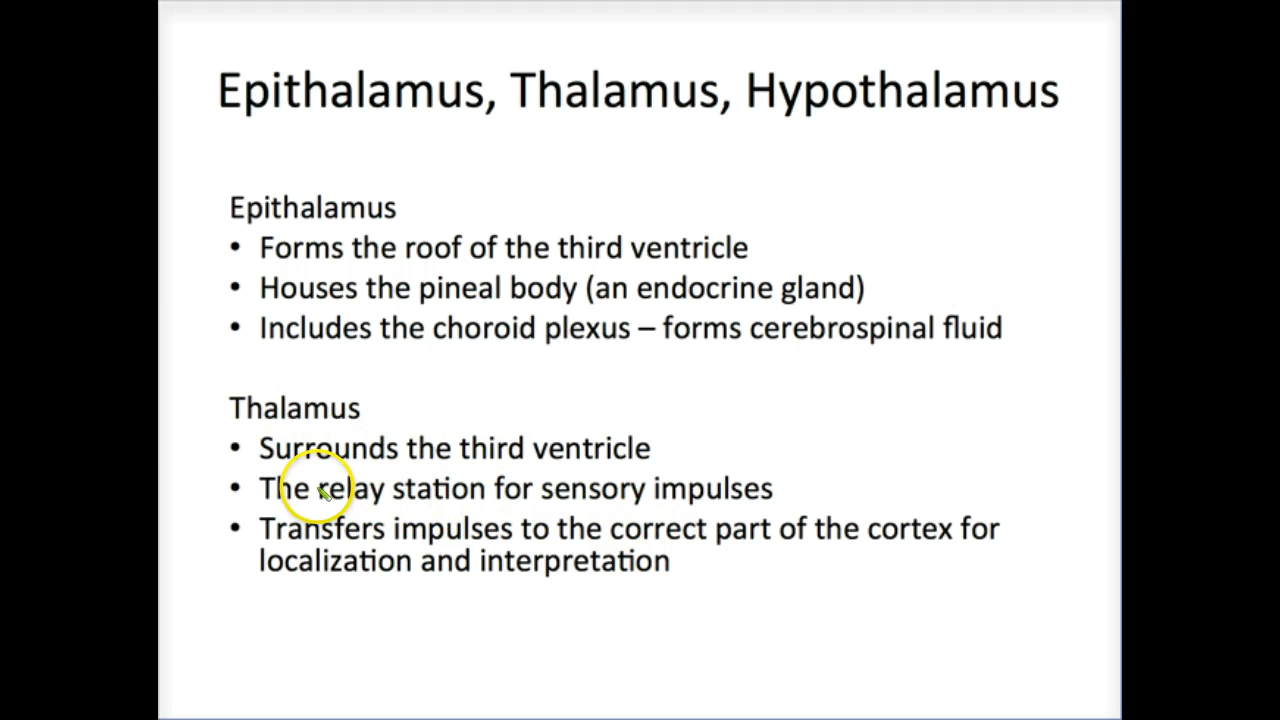 Epithalamus, Thalamus, Hypothalamus
Epithalamus
• Forms the roof of the third ventricle
• Houses the pineal body (an endocrine gland)
• Includes the choroid plexus – forms cerebrospinal fluid
Thalamus
• Surrounds the third ventricle
• The relay station for sensory impulses
• Transfers impulses to the correct part of the cortex for
localization and interpretation